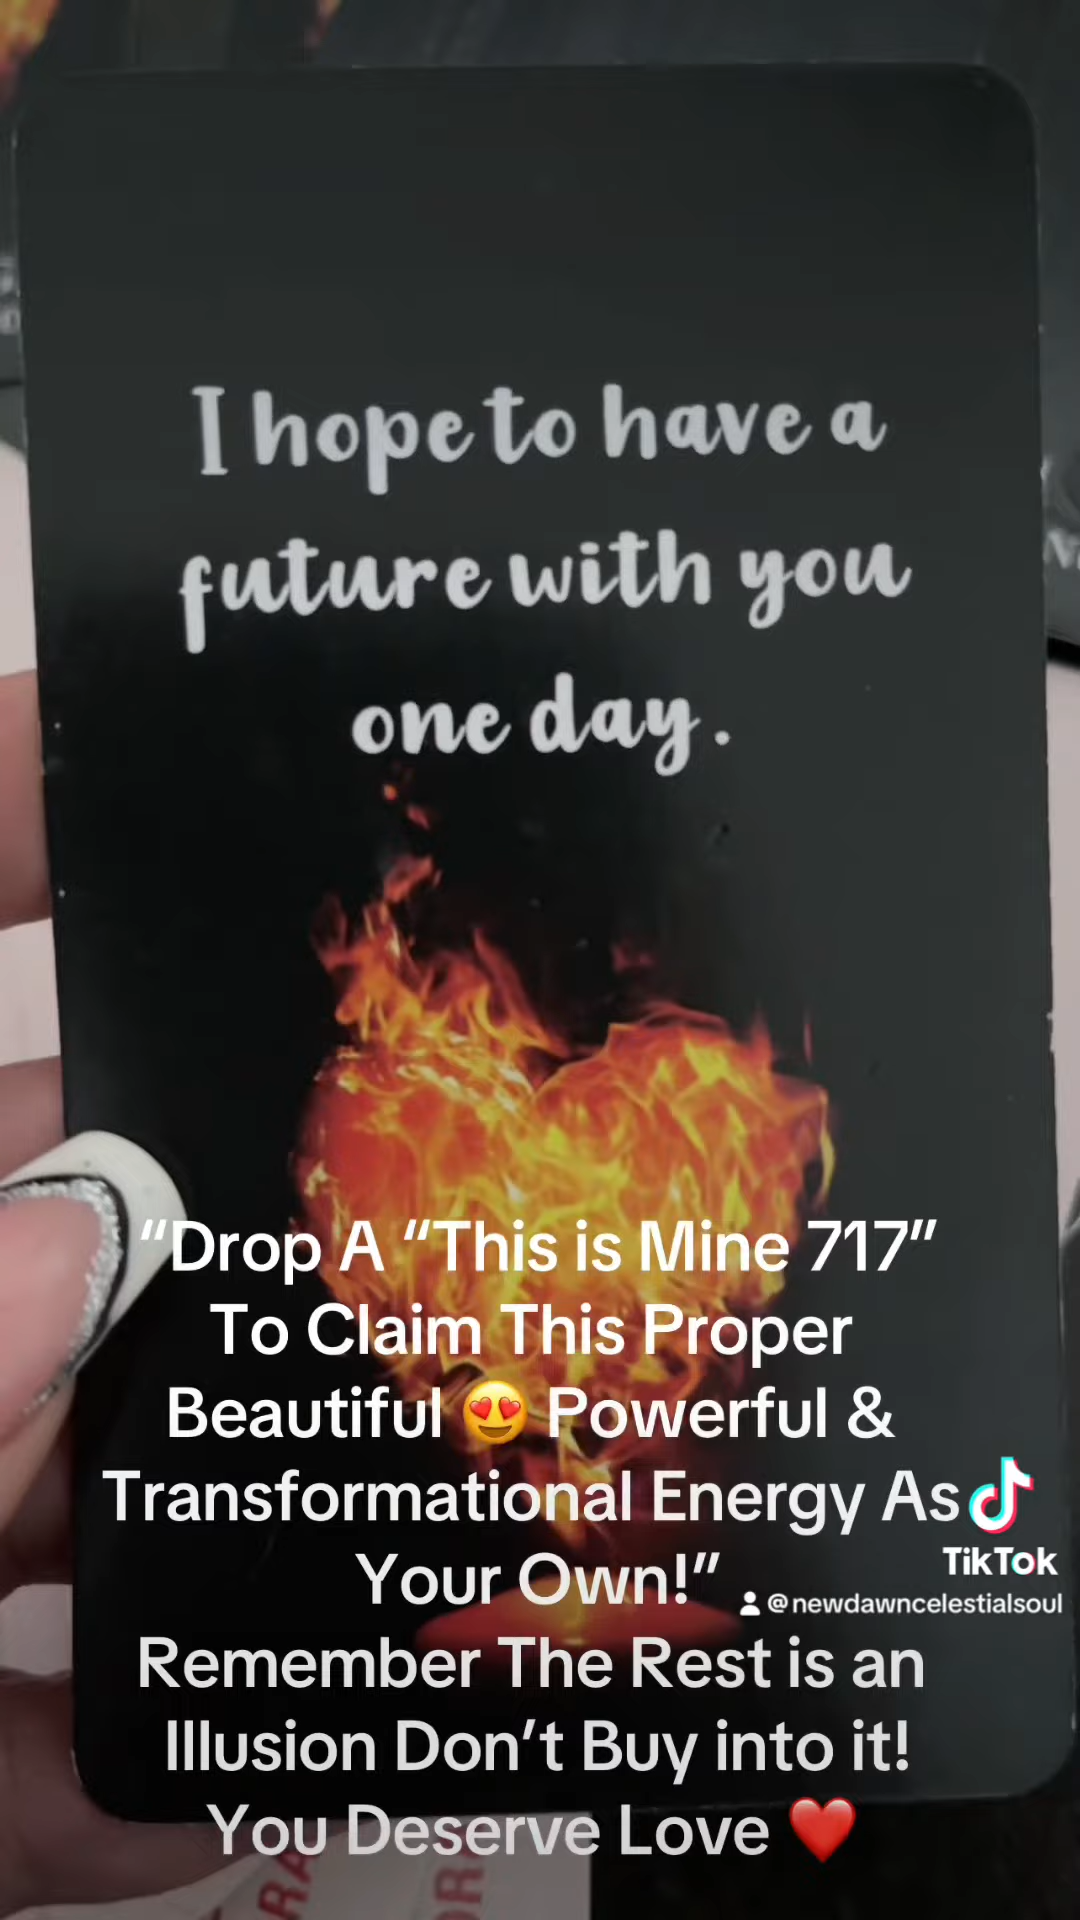 I hope to have a
future with you
one day.
“Drop A “This is Mine 717”
To Claim This Proper
Beautiful 😍 Powerful &
Transformational Energy As
Your Own!”
TikTok
@newdawncelestialsoul
Remember The Rest is an
Illusion Don’t Buy into it!
You Deserve Love ❤️